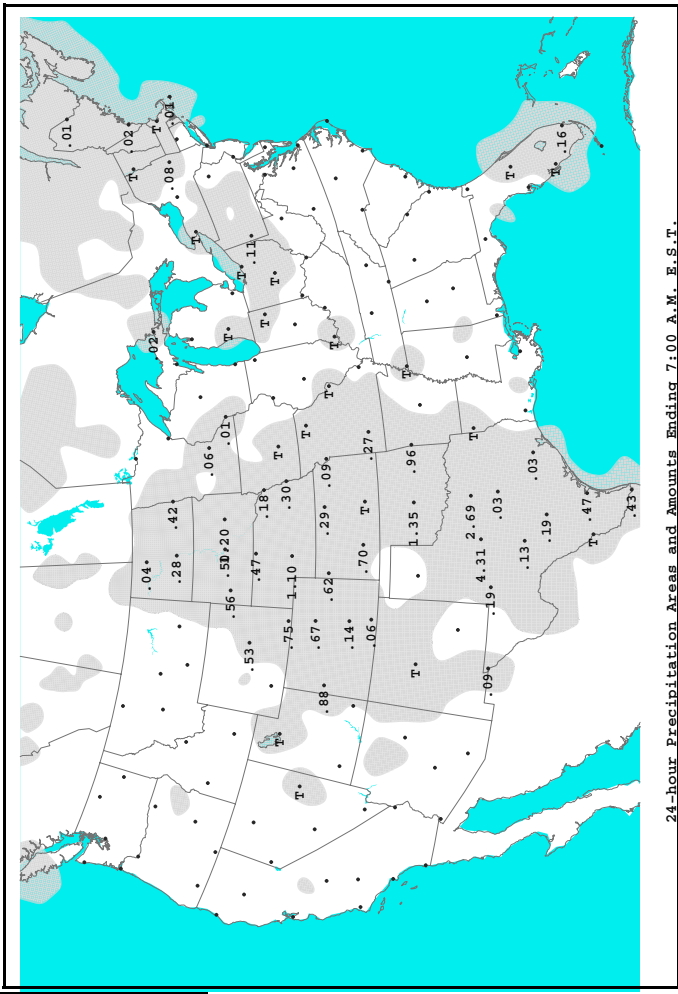 .01
.02
T
.04
.02
T
.01
.08
.42
.28
T
.06
.01
.20
T
.56
T
.53
.11
.47
.18
T
T
T
T
.30
.75
1.10
T
T
.67
.88
.29
.09
.62
T
T
.14
.70
T
.27
.06
T
.96
1.35
T
2.69
T
4.31
.09
.19
.03
T
.13
.03
.19
T
.16
.47
T
.43
24-hour Precipitation Areas and Amounts Ending 7:00 A.M. E.S.T.